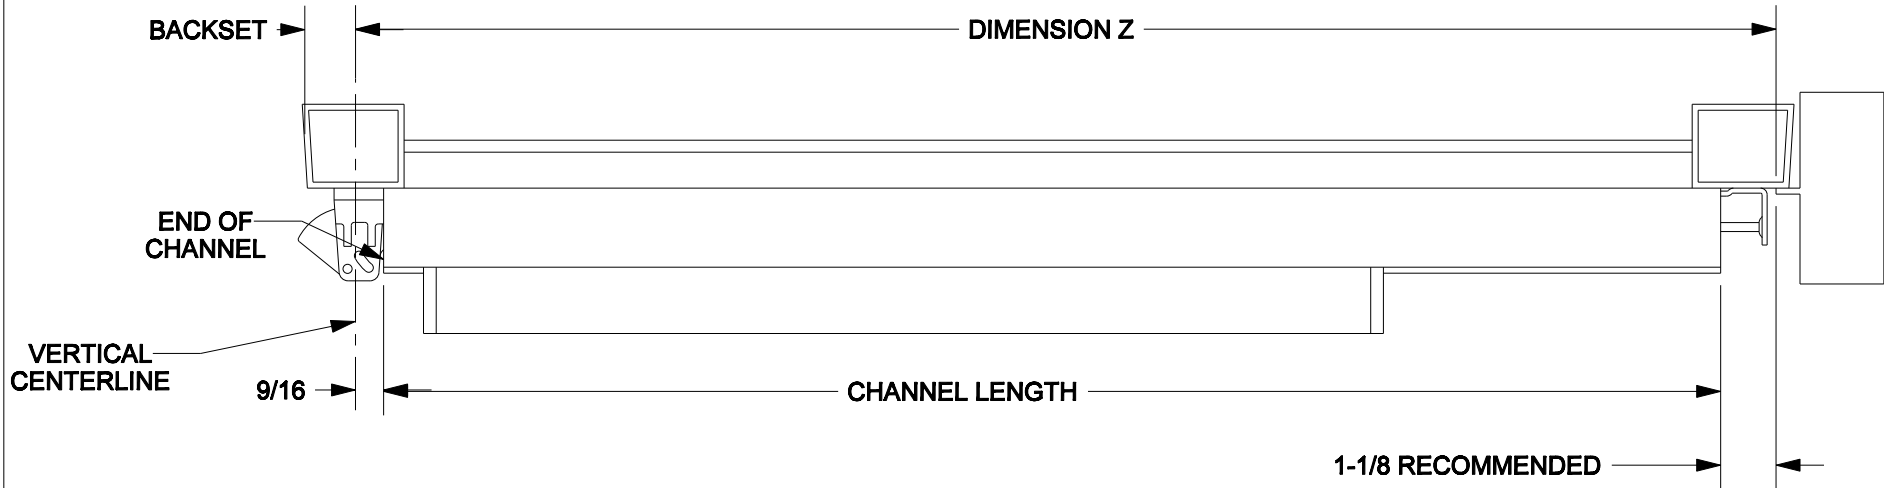 BACKSET
DIMENSION Z
END OF
CHANNEL
VERTICAL
CENTERLINE
9/16
CHANNEL LENGTH
1-1/8 RECOMMENDED